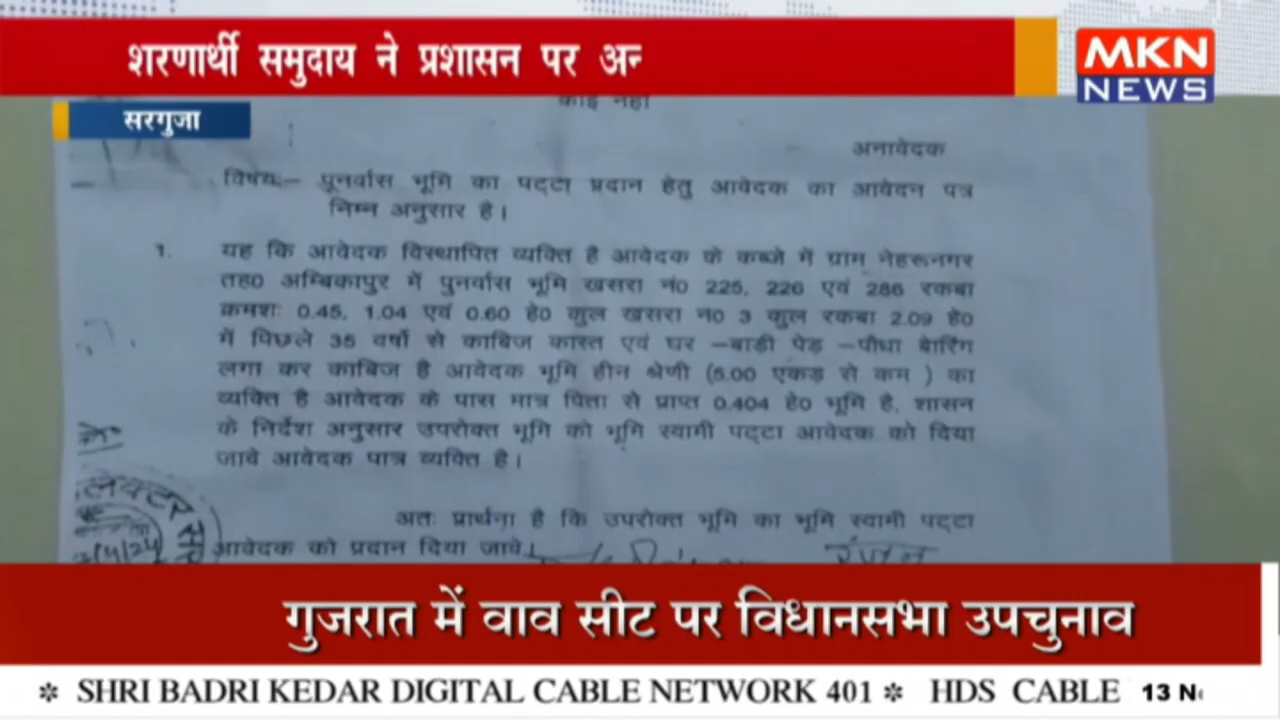 शरणार्थी समुदाय ने प्रशासन पर अन
MKN
NEWS
सरगुजा
कोई नहीं
अनावेदक
विषयः– पूनर्वास भूमि का पट्टा प्रदान हेतु आवेदक का आवेदन पत्र
निम्न अनुसार है।
1. यह कि आवेदक विस्थापित व्यक्ति है आवेदक के कब्जे में ग्राम नेहरूनगर
तह0 अम्बिकापुर में पुनर्वास भूमि खसरा नं0 225, 226 एवं 286 रकबा
क्रमशः 0.45, 1.04 एवं 0.60 हे0 कुल खसरा नं0 3 कुल रकबा 2.09 हे0
में पिछले 35 वर्षो से काबिज कास्त एवं घर –बाड़ी पेड़ –पौधा बोरिंग
लगा कर काबिज है आवेदक भूमि हीन श्रेणी (5.00 एकड़ से कम ) का
व्यक्ति है आवेदक के पास मात्र पिता से प्राप्त 0.404 हे0 भूमि है, शासन
के निर्देश अनुसार उपरोक्त भूमि को भूमि स्वामी पट्टा आवेदक को दिया
जावे आवेदक पात्र व्यक्ति है।
अतः प्रार्थना है कि उपरोक्त भूमि का भूमि स्वामी पट्टा
आवेदक को प्रदान दिया जावे।
रंजन
गुजरात में वाव सीट पर विधानसभा उपचुनाव
✲ SHRI BADRI KEDAR DIGITAL CABLE NETWORK 401 ✲ HDS CABLE 13 N